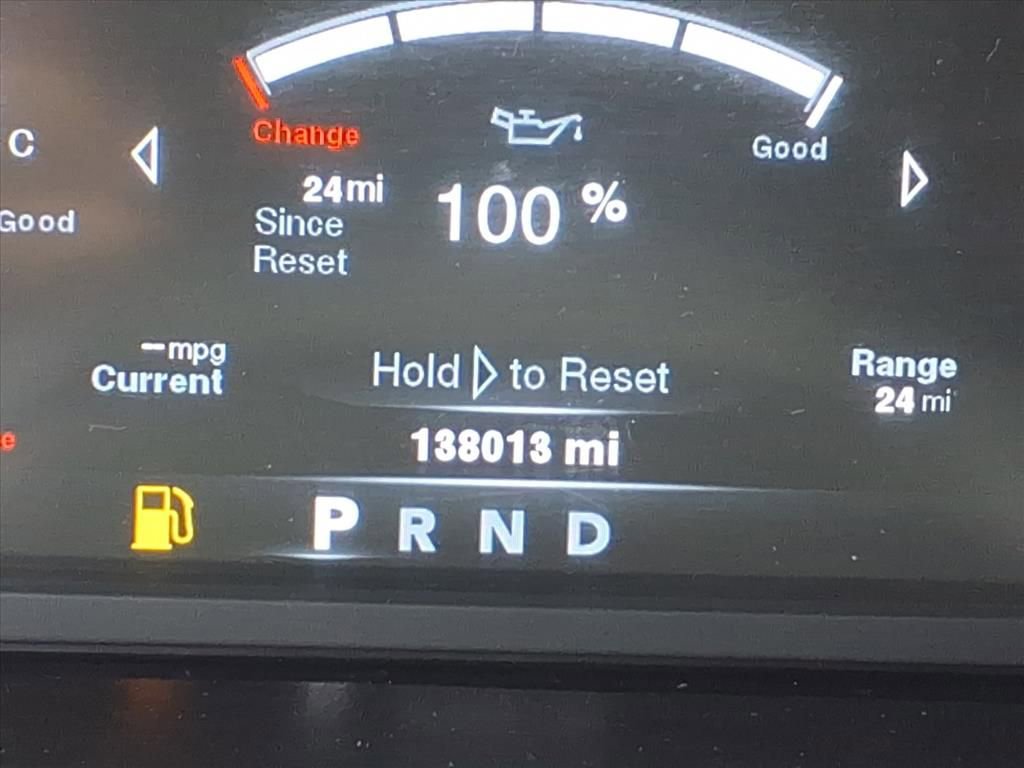 Change
Good
C
24mi
100 %
Good
Since
Reset
—mpg
Current
Hold ▷ to Reset
Range
24 mi
138013 mi
P R N D